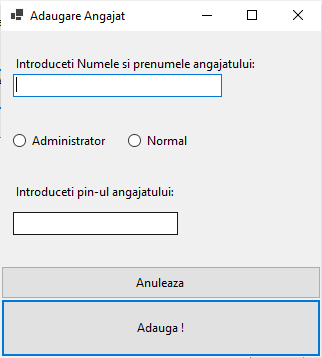 Adaugare Angajat
Introduceti Numele si prenumele angajatului:
Administrator
Normal
Introduceti pin-ul angajatului:
Anuleaza
Adauga !